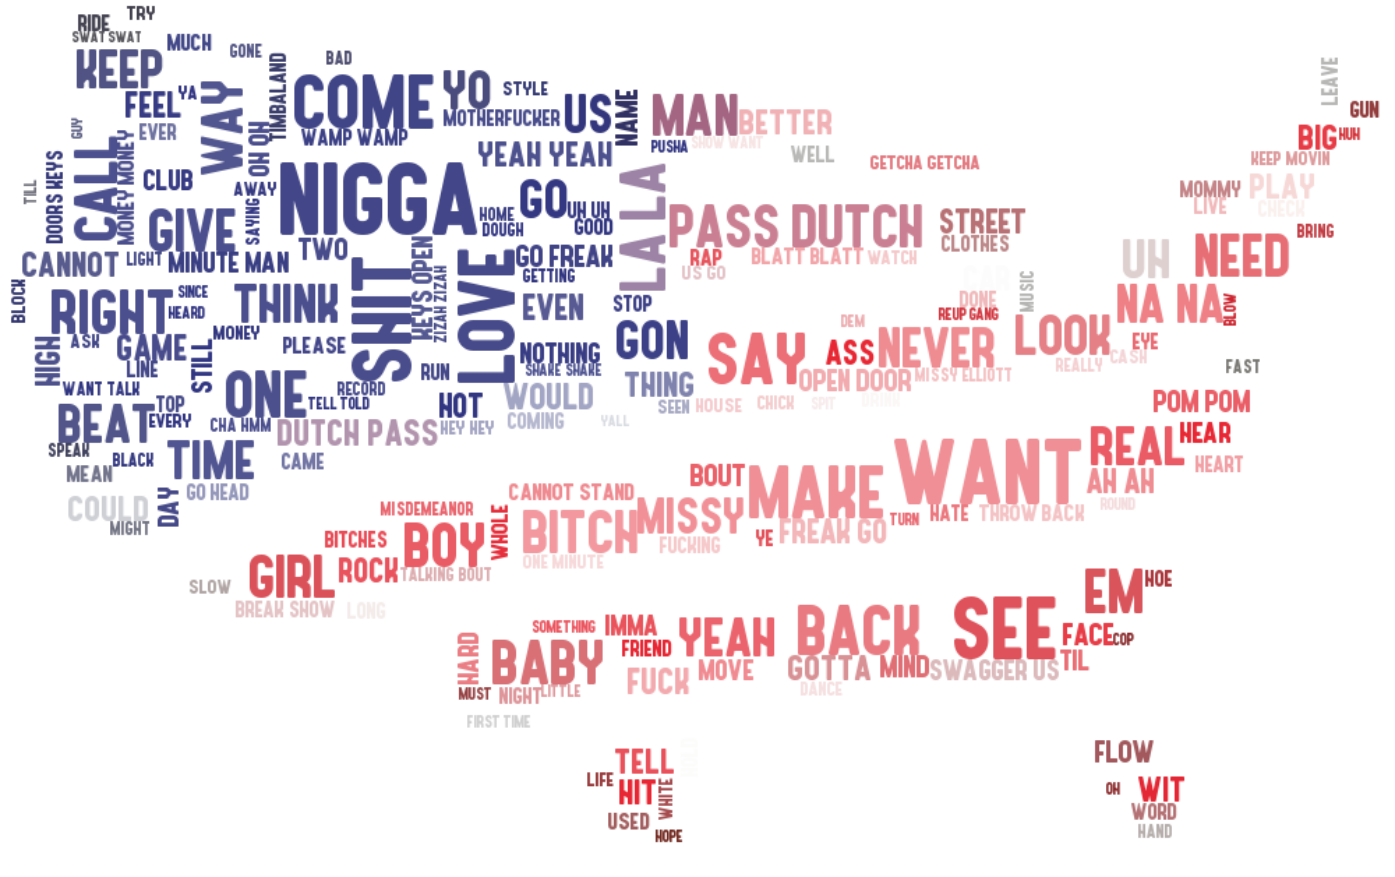 TRY
RIDE
SWAT SWAT
MUCH
GONE
BAD
KEEP
TIMBALAND
COME
YO
STYLE
LEAVE
YA
FEEL
WAY
US
NAME
MAN
BETTER
GUN
MOTHERFUCKER
GUY
EVER
OH OH
WAMP WAMP
BIG
HUH
PUSHA
SHOW WANT
YEAH YEAH
WELL
GETCHA GETCHA
KEEP MOVIN
DOORS KEYS
CALL
MONEY MONEY
CLUB
AWAY
NIGGA
GO
LA LA
MOMMY
PLAY
TILL
LIVE
CHECK
GIVE
SAYING
HOME
UH UH
PASS DUTCH
STREET
DOUGH
GOOD
CLOTHES
BRING
TWO
KEYS OPEN
LOVE
GO FREAK
RAP
BLATT BLATT
WATCH
UH
NEED
CANNOT
LIGHT
MINUTE MAN
SHIT
ZIZAH ZIZAH
GETTING
US GO
MUSIC
BLOCK
RIGHT
SINCE
HEARD
THINK
EVEN
STOP
DONE
REUP GANG
NA NA
BLOW
ASK
MONEY
DEM
LOOK
HIGH
GAME
STILL
PLEASE
NOTHING
GON
SAY
ASS
NEVER
EYE
LINE
RUN
SHAKE SHAKE
REALLY
CASH
FAST
WANT TALK
ONE
RECORD
WOULD
THING
OPEN DOOR
MISSY ELLIOTT
TOP
TELL TOLD
HOT
SEEN
HOUSE
CHICK
SPIT
DRINK
POM POM
BEAT
EVERY
CHA HMM
DUTCH PASS
HEY HEY
COMING
YALL
REAL
HEAR
SPEAK
BLACK
TIME
CAME
WANT
HEART
MEAN
BOUT
MAKE
AH AH
COULD
DAY
GO HEAD
CANNOT STAND
ROUND
MIGHT
MISDEMEANOR
WHOLE
BITCH
MISSY
TURN
HATE
THROW BACK
BITCHES
BOY
FUCKING
YE
FREAK GO
GIRL
ROCK
TALKING BOUT
ONE MINUTE
SLOW
EM
HOE
BREAK SHOW
LONG
SOMETHING
IMMA
YEAH
BACK
SEE
HARD
BABY
FRIEND
FACE
COP
MOVE
GOTTA
MIND
SWAGGER US
TIL
MUST
NIGHT
LITTLE
FUCK
DANCE
FIRST TIME
TELL
FLOW
LIFE
HIT
WHITE
OH
WIT
USED
WORD
HOPE
HAND